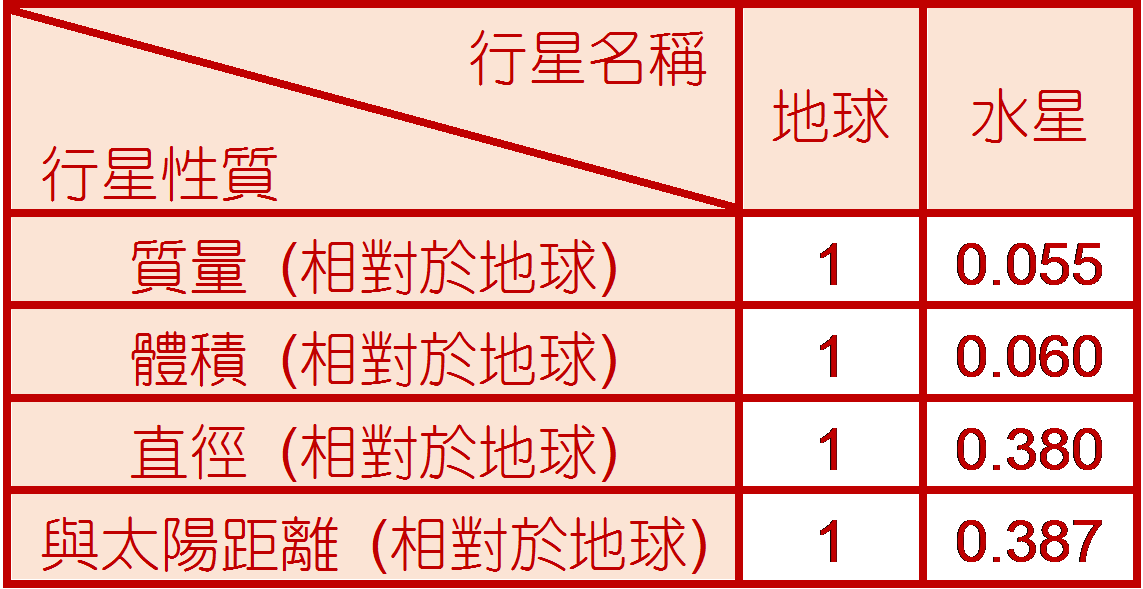 行星名稱
行星性質
地球 水星
質量 (相對於地球) 1 0.055
體積 (相對於地球) 1 0.060
直徑 (相對於地球) 1 0.380
與太陽距離 (相對於地球) 1 0.387